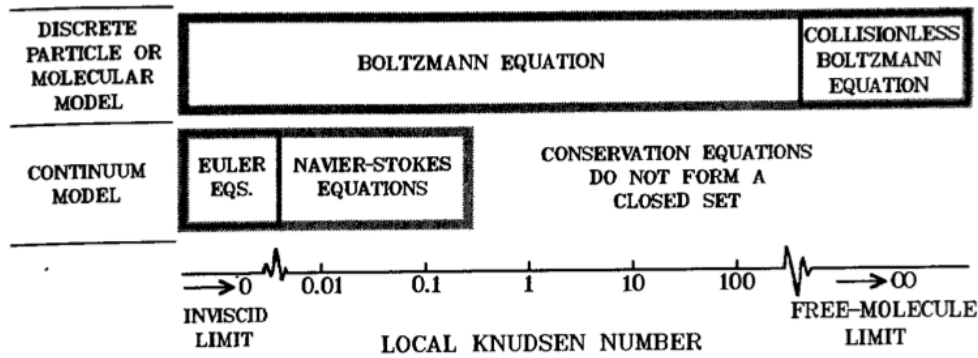 DISCRETE
PARTICLE OR
MOLECULAR
MODEL
BOLTZMANN EQUATION
COLLISIONLESS
BOLTZMANN
EQUATION
CONTINUUM
MODEL
EULER
EQS.
NAVIER-STOKES
EQUATIONS
CONSERVATION EQUATIONS
DO NOT FORM A
CLOSED SET
→0 0.01 0.1 1 10 100 →∞
INVISCID
LIMIT
LOCAL KNUDSEN NUMBER
FREE-MOLECULE
LIMIT